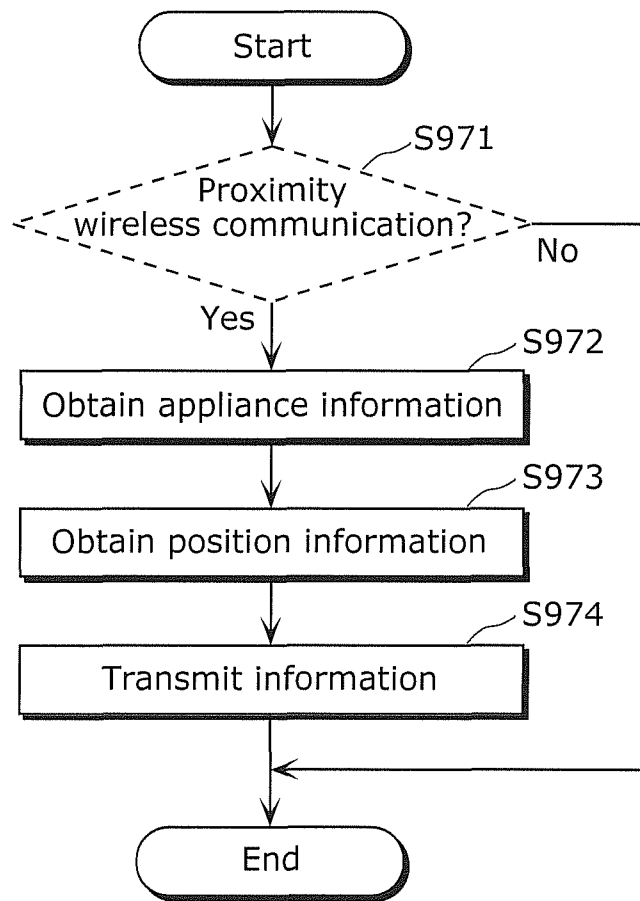 Start
S971
Proximity
wireless communication?
No
Yes
S972
Obtain appliance information
S973
Obtain position information
S974
Transmit information
End